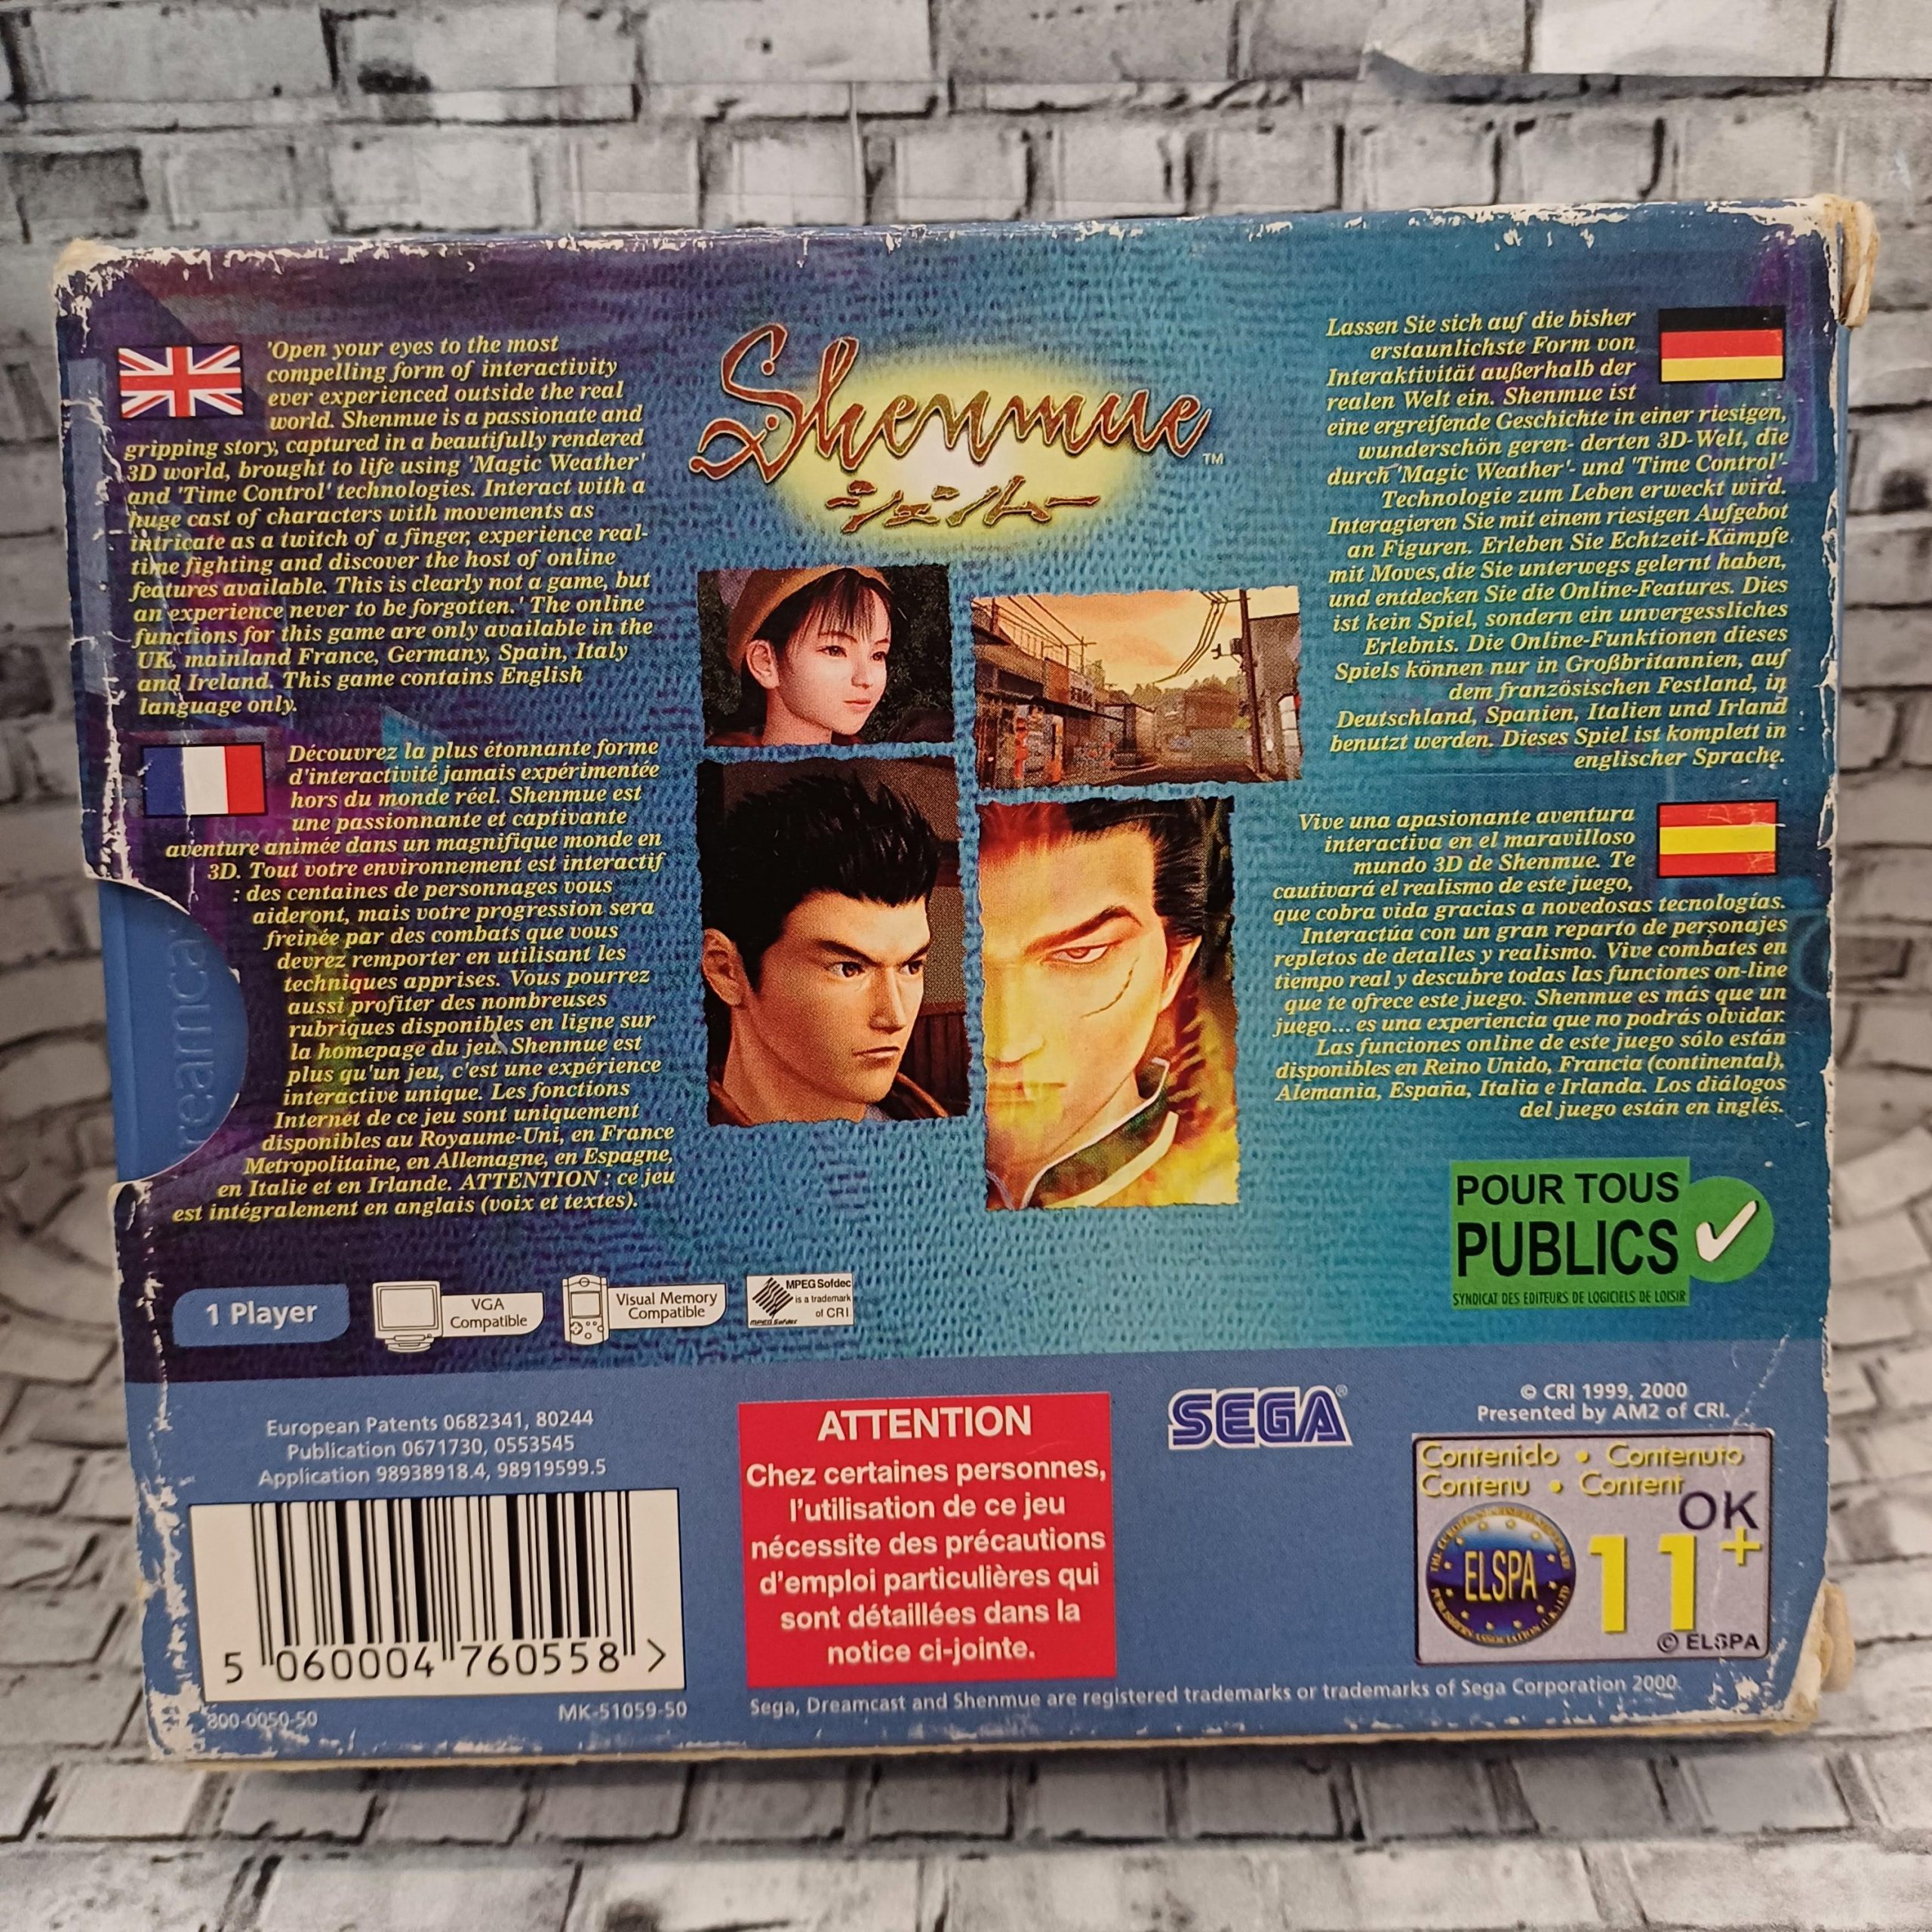 'Open your eyes to the most
compelling form of interactivity
ever experienced outside the real
world. Shenmue is a passionate and
gripping story, captured in a beautifully rendered
3D world, brought to life using 'Magic Weather'
and 'Time Control' technologies. Interact with a
huge cast of characters with movements as
intricate as a twitch of a finger, experience real-
time fighting and discover the host of online
features available. This is clearly not a game, but
an experience never to be forgotten.' The online
functions for this game are only available in the
UK, mainland France, Germany, Spain, Italy
and Ireland. This game contains English
language only.
Découvrez la plus étonnante forme
d'interactivité jamais expérimentée
hors du monde réel. Shenmue est
une passionnante et captivante
aventure animée dans un magnifique monde en
3D. Tout votre environnement est interactif
: des centaines de personnages vous
aideront, mais votre progression sera
freinée par des combats que vous
devrez remporter en utilisant les
techniques apprises. Vous pourrez
aussi profiter des nombreuses
rubriques disponibles en ligne sur
la homepage du jeu. Shenmue est
plus qu'un jeu, c'est une expérience
interactive unique. Les fonctions
Internet de ce jeu sont uniquement
disponibles au Royaume-Uni, en France
Metropolitaine, en Allemagne, en Espagne,
en Italie et en Irlande. ATTENTION : ce jeu
est intégralement en anglais (voix et textes).
reamca
Shenmue™
シェンムー
Lassen Sie sich auf die bisher
erstaunlichste Form von
Interaktivität außerhalb der
realen Welt ein. Shenmue ist
eine ergreifende Geschichte in einer riesigen,
wunderschön geren- derten 3D-Welt, die
durch 'Magic Weather'- und 'Time Control'-
Technologie zum Leben erweckt wird.
Interagieren Sie mit einem riesigen Aufgebot
an Figuren. Erleben Sie Echtzeit-Kämpfe
mit Moves, die Sie unterwegs gelernt haben,
und entdecken Sie die Online-Features. Dies
ist kein Spiel, sondern ein unvergessliches
Erlebnis. Die Online-Funktionen dieses
Spiels können nur in Großbritannien, auf
dem französischen Festland, in
Deutschland, Spanien, Italien und Irland
benutzt werden. Dieses Spiel ist komplett in
englischer Sprache.
Vive una apasionante aventura
interactiva en el maravilloso
mundo 3D de Shenmue. Te
cautivará el realismo de este juego,
que cobra vida gracias a novedosas tecnologías.
Interactúa con un gran reparto de personajes
repletos de detalles y realismo. Vive combates en
tiempo real y descubre todas las funciones on-line
que te ofrece este juego. Shenmue es más que un
juego... es una experiencia que no podrás olvidar.
Las funciones online de este juego sólo están
disponibles en Reino Unido, Francia (continental),
Alemania, España, Italia e Irlanda. Los diálogos
del juego están en inglés.
POUR TOUS
PUBLICS
SYNDICAT DES EDITEURS DE LOGICIELS DE LOISIR
1 Player
VGA
Compatible
Visual Memory
Compatible
MPEG Sofdec
is a trademark
of CRI
MPEG Sofdec
European Patents 0682341, 80244
Publication 0671730, 0553545
Application 98938918.4, 98919599.5
5 060004 760558 >
800-0050-50
MK-51059-50
ATTENTION
Chez certaines personnes,
l'utilisation de ce jeu
nécessite des précautions
d'emploi particulières qui
sont détaillées dans la
notice ci-jointe.
SEGA®
© CRI 1999, 2000
Presented by AM2 of CRI.
Contenido • Contenuto
Contenu • Content
OK
ELSPA
11+
© ELSPA
Sega, Dreamcast and Shenmue are registered trademarks or trademarks of Sega Corporation 2000.